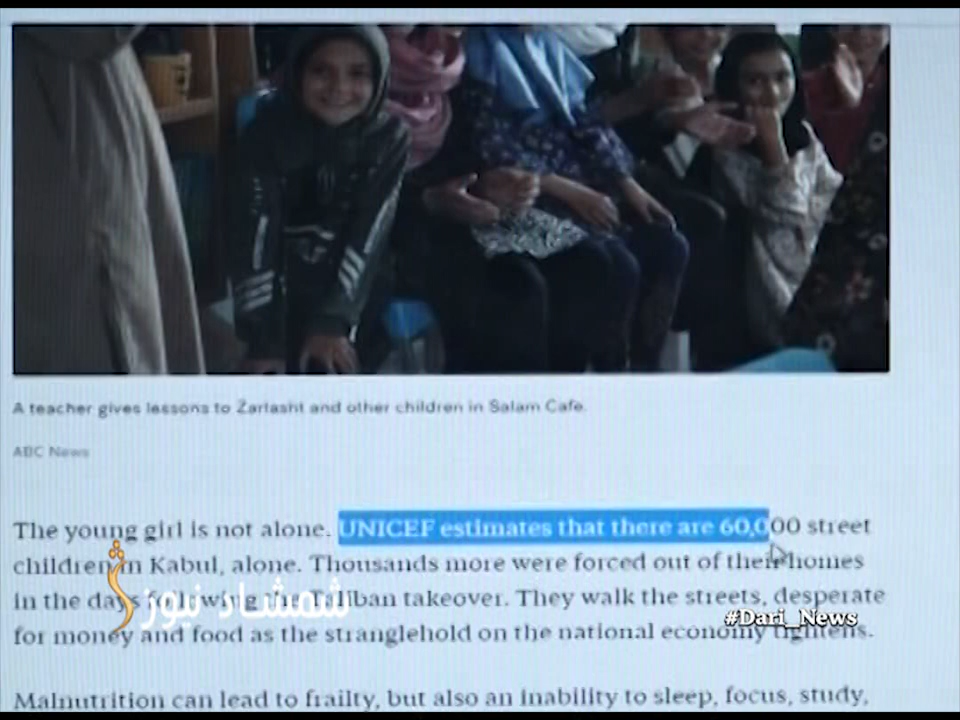 A teacher gives lessons to Zarlasht and other children in Salam Cafe.
ABC News
The young girl is not alone. UNICEF estimates that there are 60,000 street
children in Kabul, alone. Thousands more were forced out of their homes
in the days following the Taliban takeover. They walk the streets, desperate
for money and food as the stranglehold on the national economy tightens.
شمشاد نيوز
#Dari_News
Malnutrition can lead to frailty, but also an inability to sleep, focus, study,